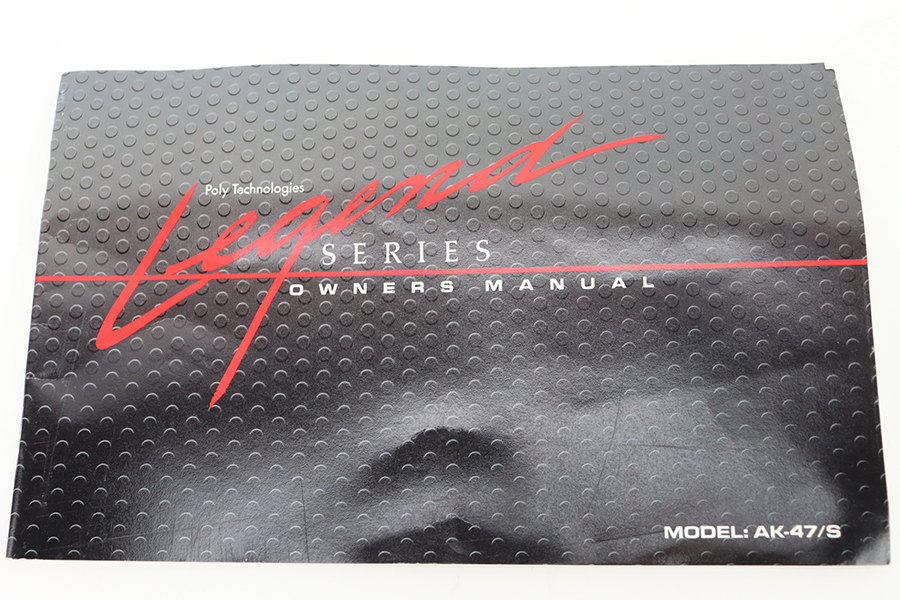 Poly Technologies
Legend
SERIES
OWNERS MANUAL
MODEL: AK-47/S